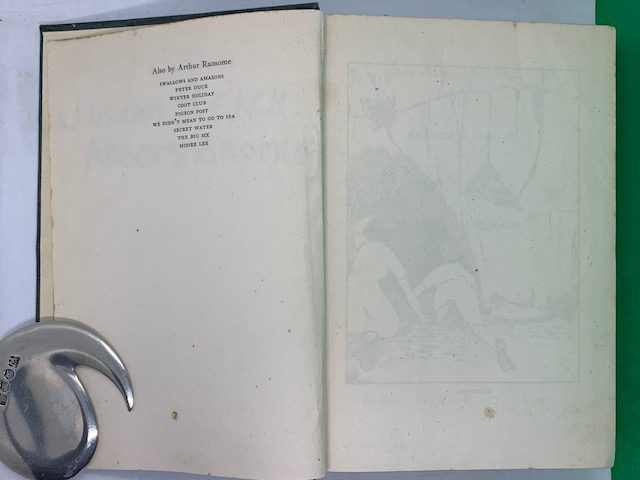 Also by Arthur Ransome
SWALLOWS AND AMAZONS
PETER DUCK
WINTER HOLIDAY
COOT CLUB
PIGEON POST
WE DIDN'T MEAN TO GO TO SEA
SECRET WATER
THE BIG SIX
MISSEE LEE